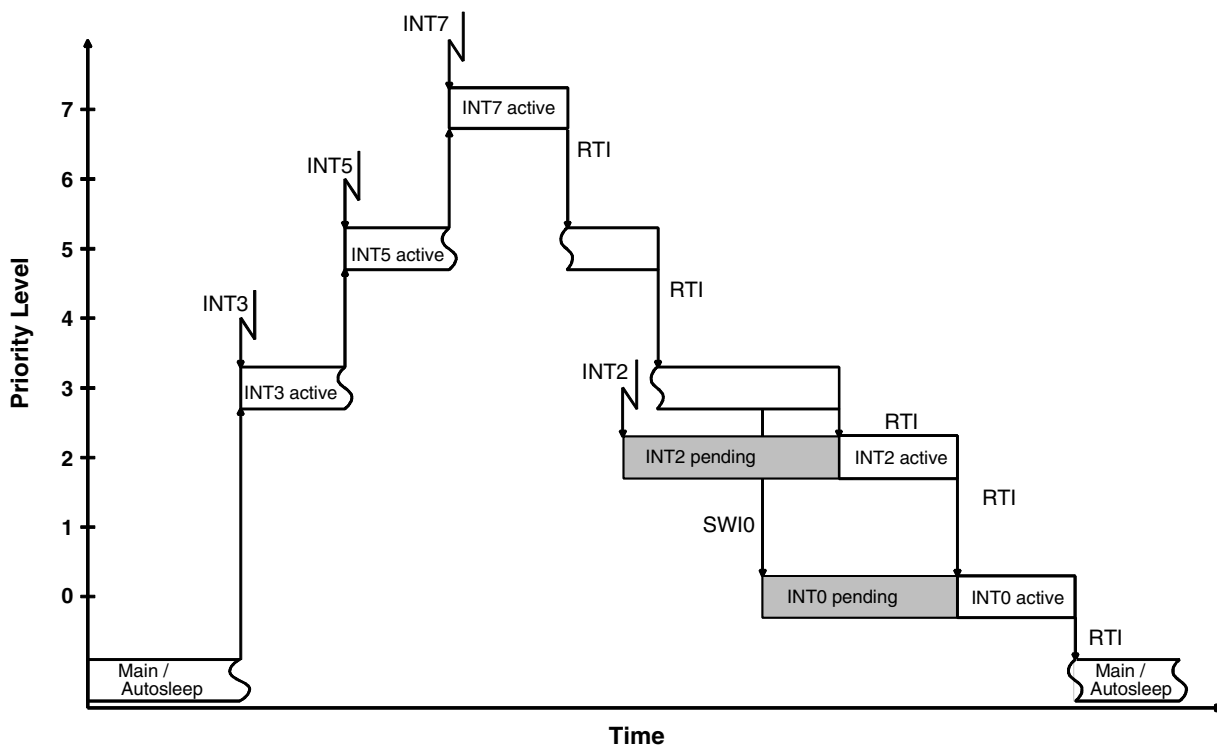 INT7
7
INT7 active
RTI
INT5
6
5
INT5 active
RTI
INT3
4
Priority Level
3
INT3 active
INT2
RTI
2
INT2 pending
INT2 active
RTI
1
SWI0
0
INT0 pending
INT0 active
RTI
Main /
Autosleep
Main /
Autosleep
Time